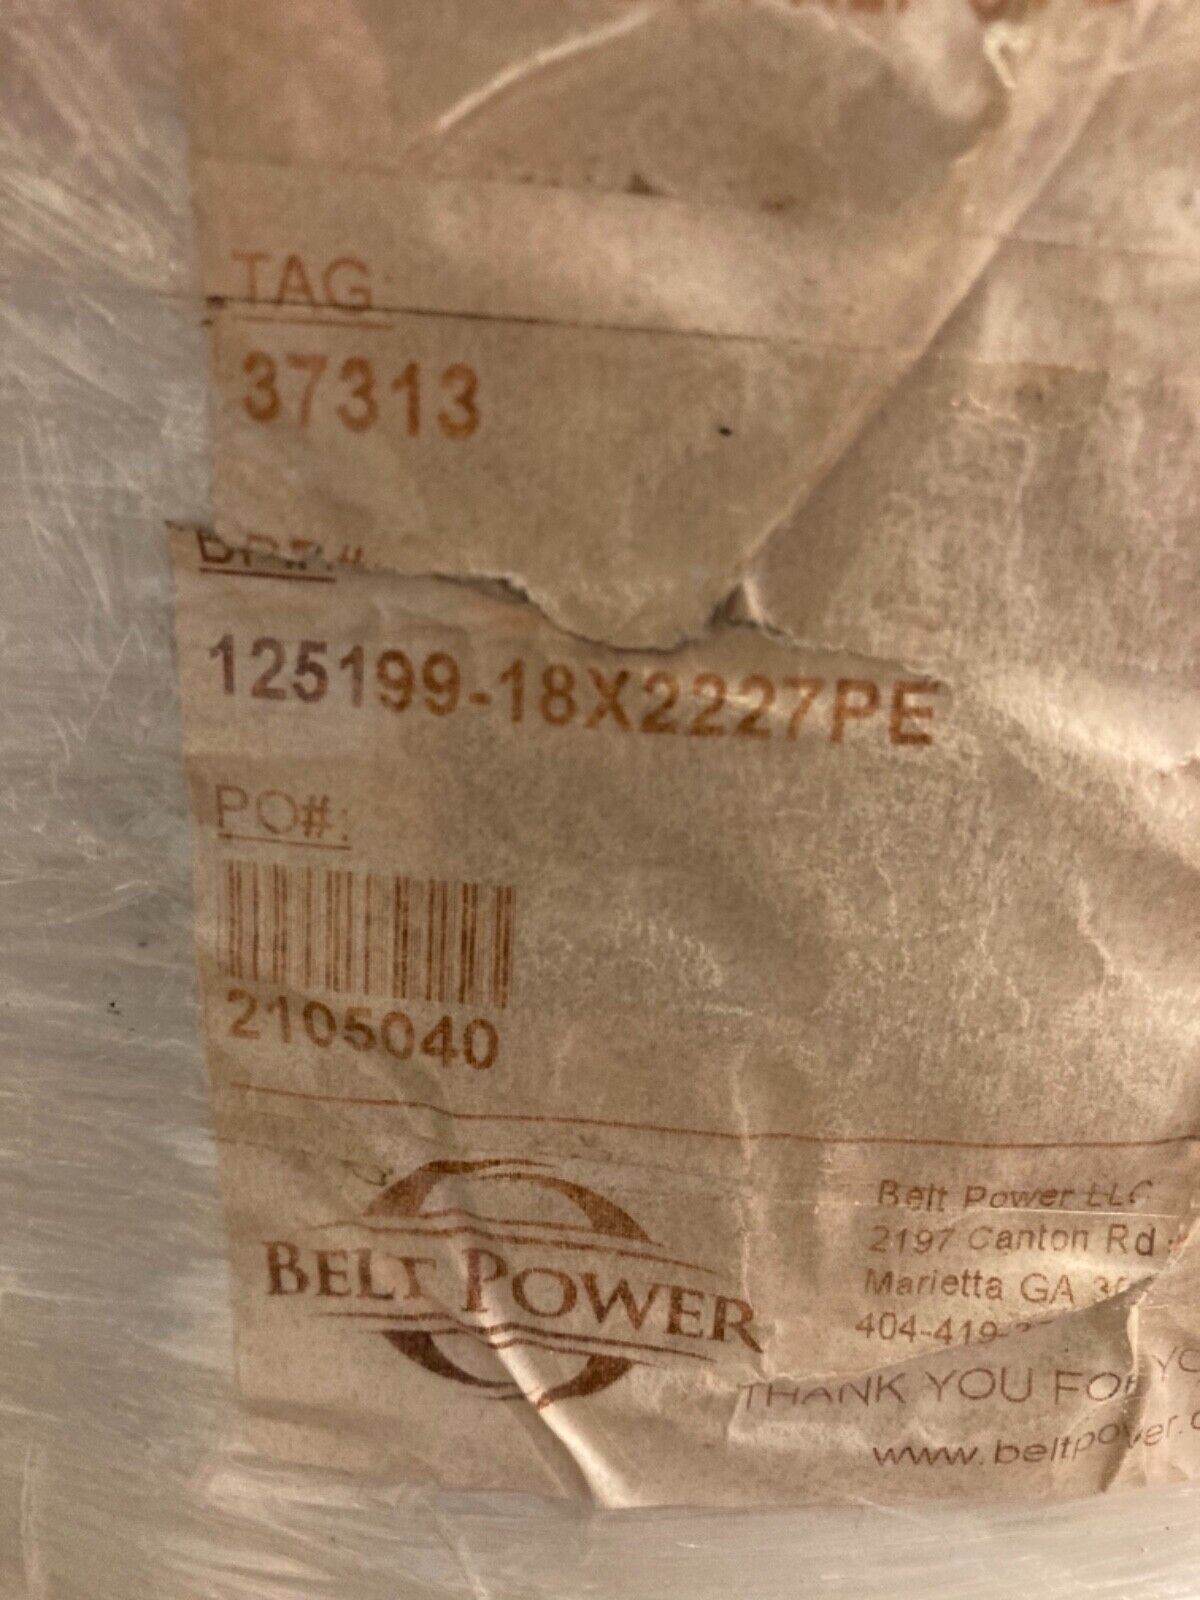 TAG
37313
125199-18X2227PE
PO#:
2105040
BELT POWER
Belt Power LLC
2197 Canton Rd
Marietta GA
404-419-
THANK YOU FOR
www.beltpower.